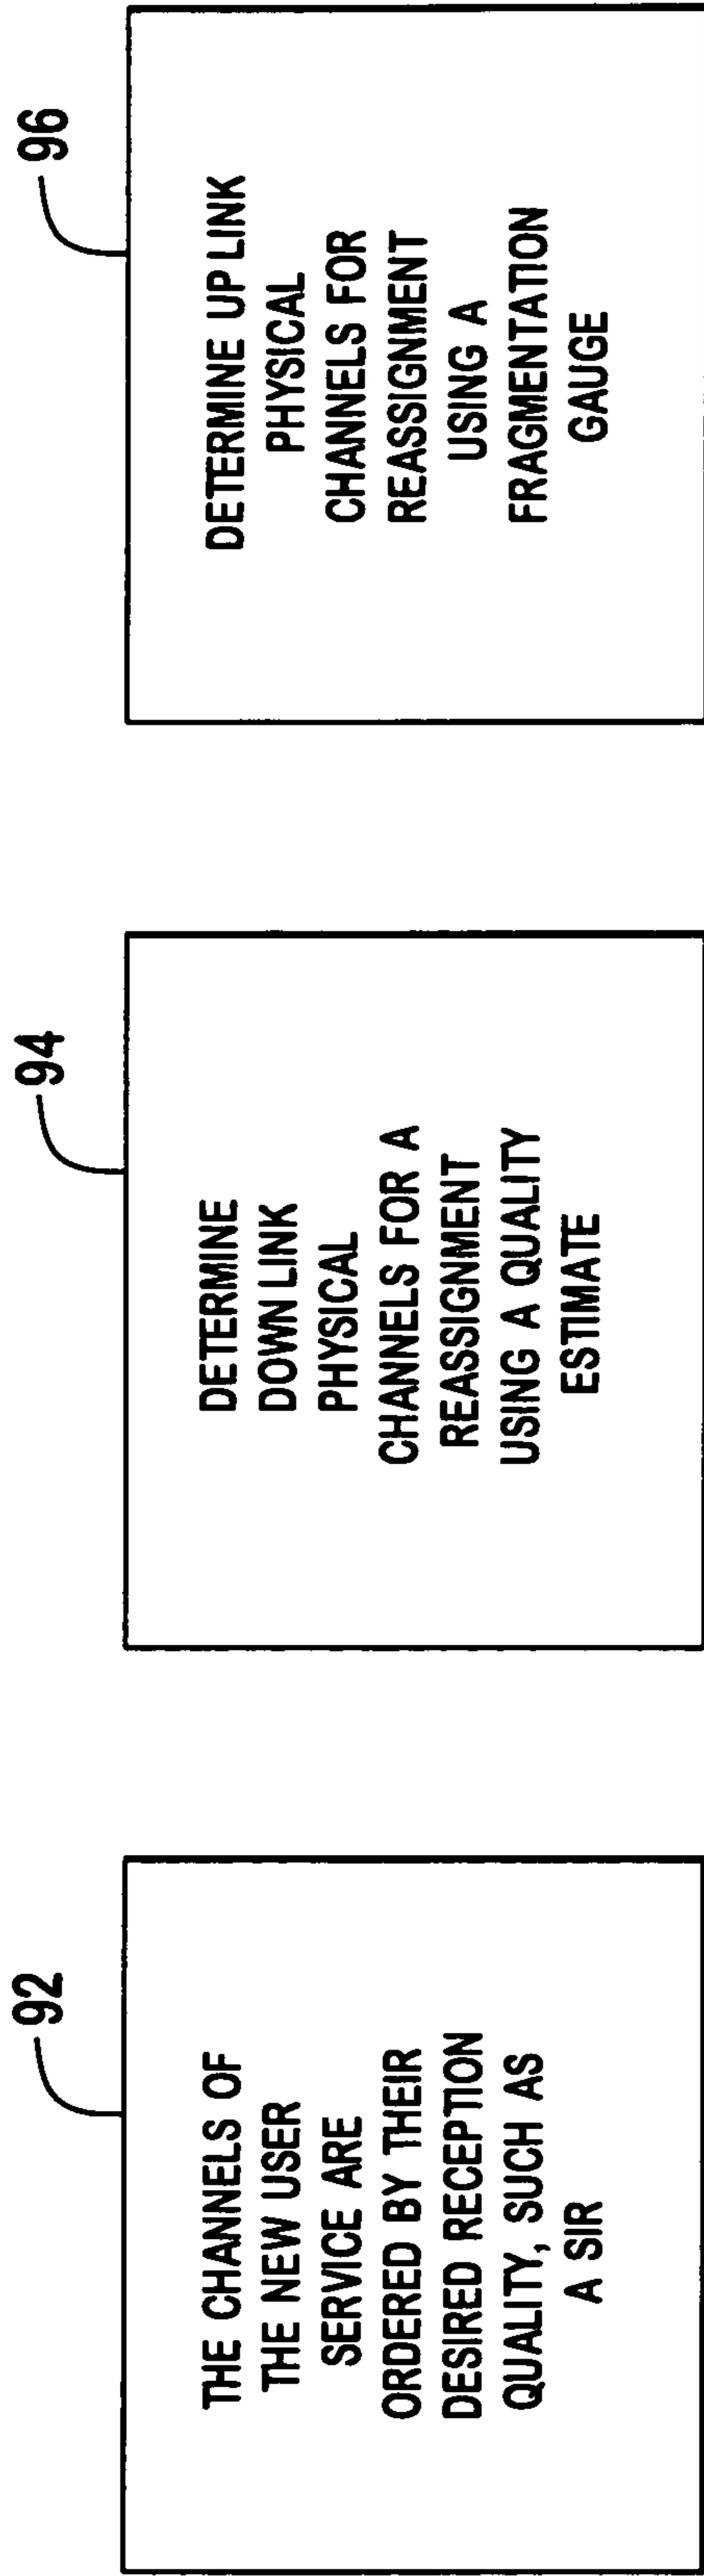 92
THE CHANNELS OF
THE NEW USER
SERVICE ARE
ORDERED BY THEIR
DESIRED RECEPTION
QUALITY, SUCH AS
A SIR
94
DETERMINE
DOWN LINK
PHYSICAL
CHANNELS FOR A
REASSIGNMENT
USING A QUALITY
ESTIMATE
96
DETERMINE UP LINK
PHYSICAL
CHANNELS FOR
REASSIGNMENT
USING A
FRAGMENTATION
GAUGE